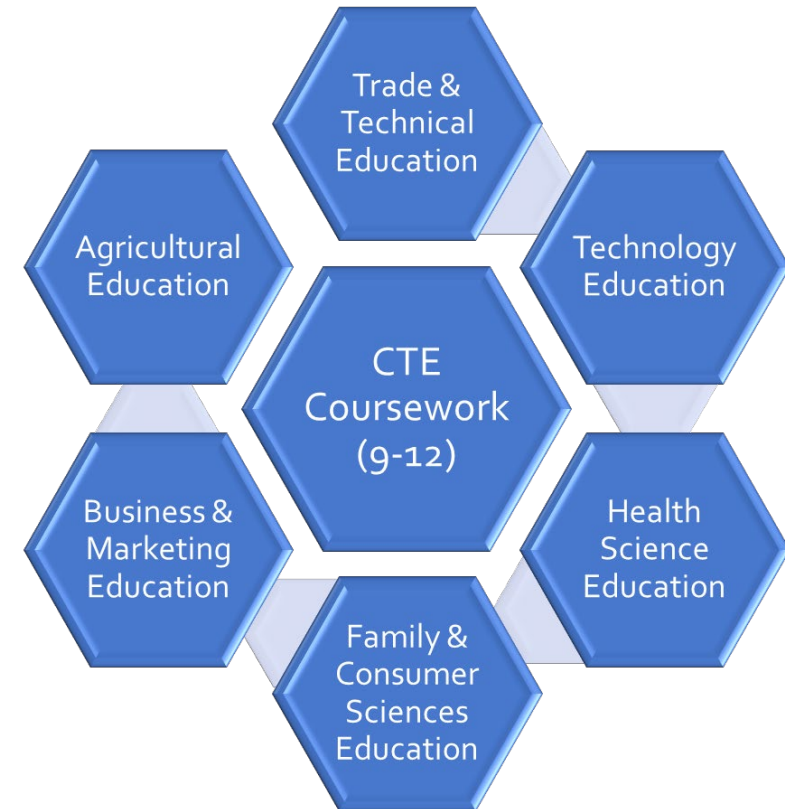 Trade &
Technical
Education
Agricultural
Education
Technology
Education
CTE
Coursework
(9-12)
Business &
Marketing
Education
Health
Science
Education
Family &
Consumer
Sciences
Education